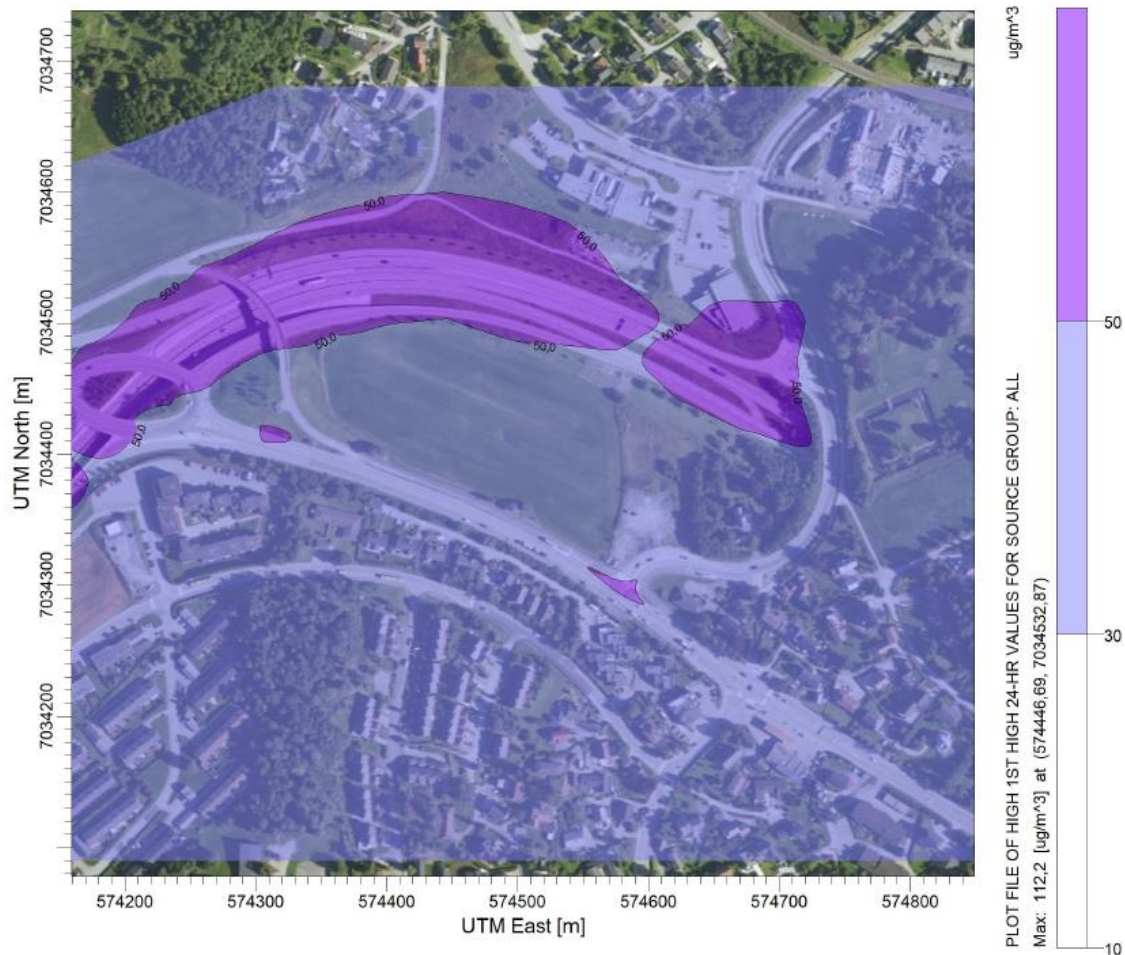 ug/m^3
7034700
7034600
7034500
7034400
7034300
7034200
UTM North [m]
50,0
50,0
50,0
50,0
50,0
50,0
50,0
50,0
574200 574300 574400 574500 574600 574700 574800
UTM East [m]
PLOT FILE OF HIGH 1ST HIGH 24-HR VALUES FOR SOURCE GROUP: ALL
Max: 112,2 [ug/m^3] at (574446,69, 7034532,87)
50
30
10